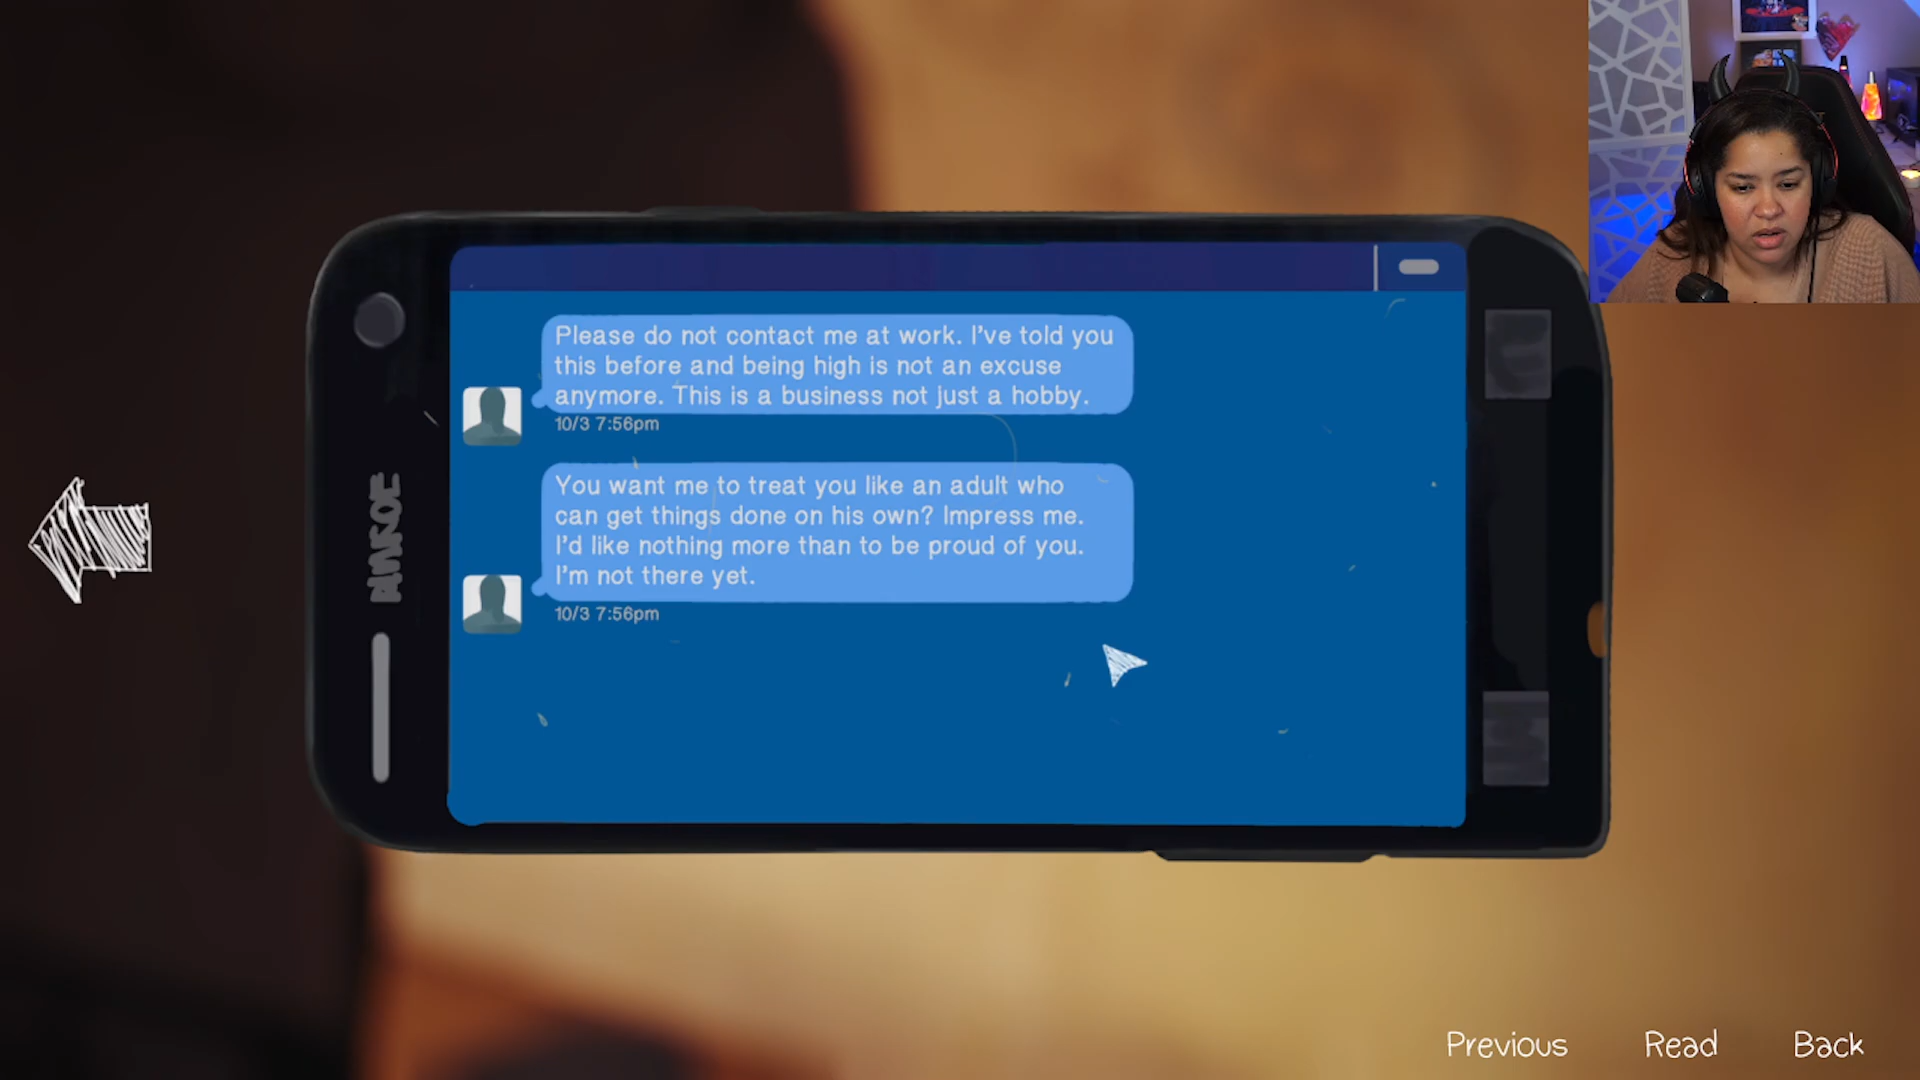 Please do not contact me at work. I've told you
this before and being high is not an excuse
anymore. This is a business not just a hobby.
10/3 7:56pm
You want me to treat you like an adult who
can get things done on his own? Impress me.
I'd like nothing more than to be proud of you.
I'm not there yet.
10/3 7:56pm
Previous
Read
Back